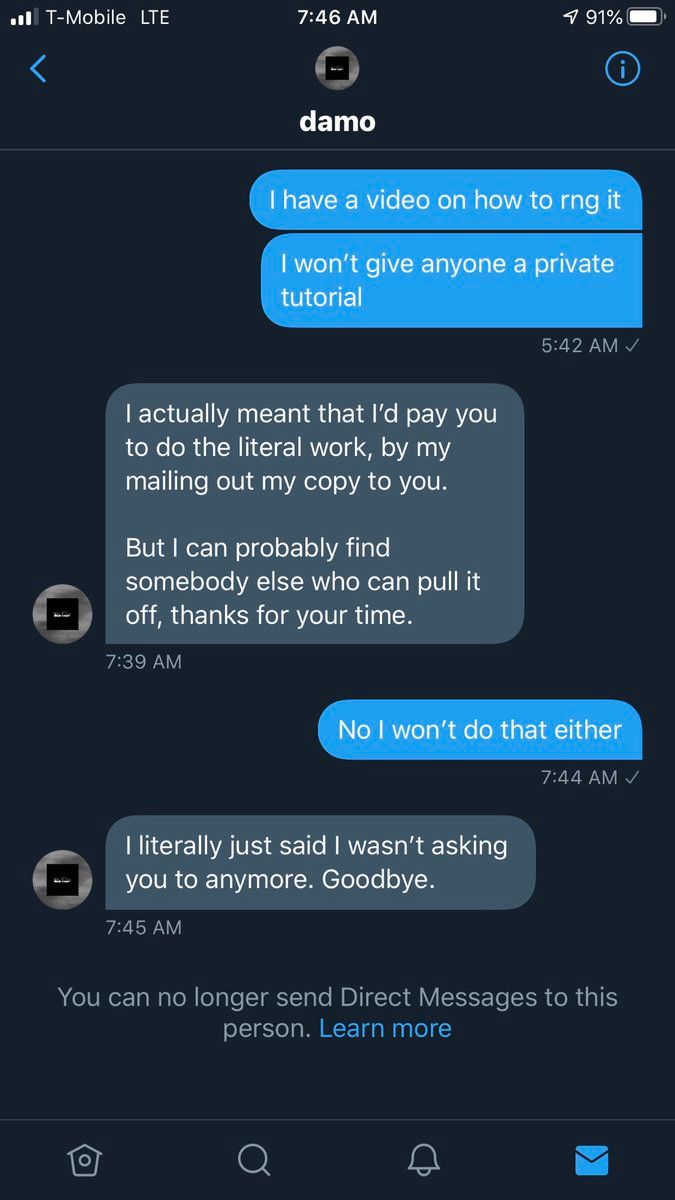 T-Mobile LTE 7:46 AM 91%
damo
I have a video on how to rng it
I won’t give anyone a private
tutorial
5:42 AM ✓
I actually meant that I’d pay you
to do the literal work, by my
mailing out my copy to you.
But I can probably find
somebody else who can pull it
off, thanks for your time.
7:39 AM
No I won’t do that either
7:44 AM ✓
I literally just said I wasn’t asking
you to anymore. Goodbye.
7:45 AM
You can no longer send Direct Messages to this
person. Learn more